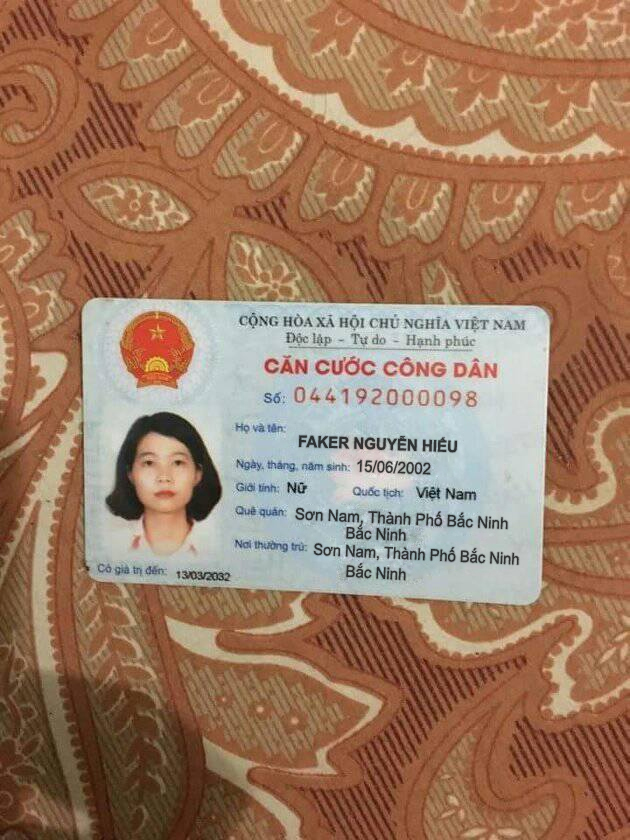 CỘNG HÒA XÃ HỘI CHỦ NGHĨA VIỆT NAM
Độc lập - Tự do - Hạnh phúc
CĂN CƯỚC CÔNG DÂN
Số: 044192000098
Họ và tên:
FAKER NGUYỄN HIẾU
Ngày, tháng, năm sinh: 15/06/2002
Giới tính: Nữ Quốc tịch: Việt Nam
Quê quán: Sơn Nam, Thành Phố Bắc Ninh
Bắc Ninh
Nơi thường trú: Sơn Nam, Thành Phố Bắc Ninh
Bắc Ninh
Có giá trị đến: 13/03/2032